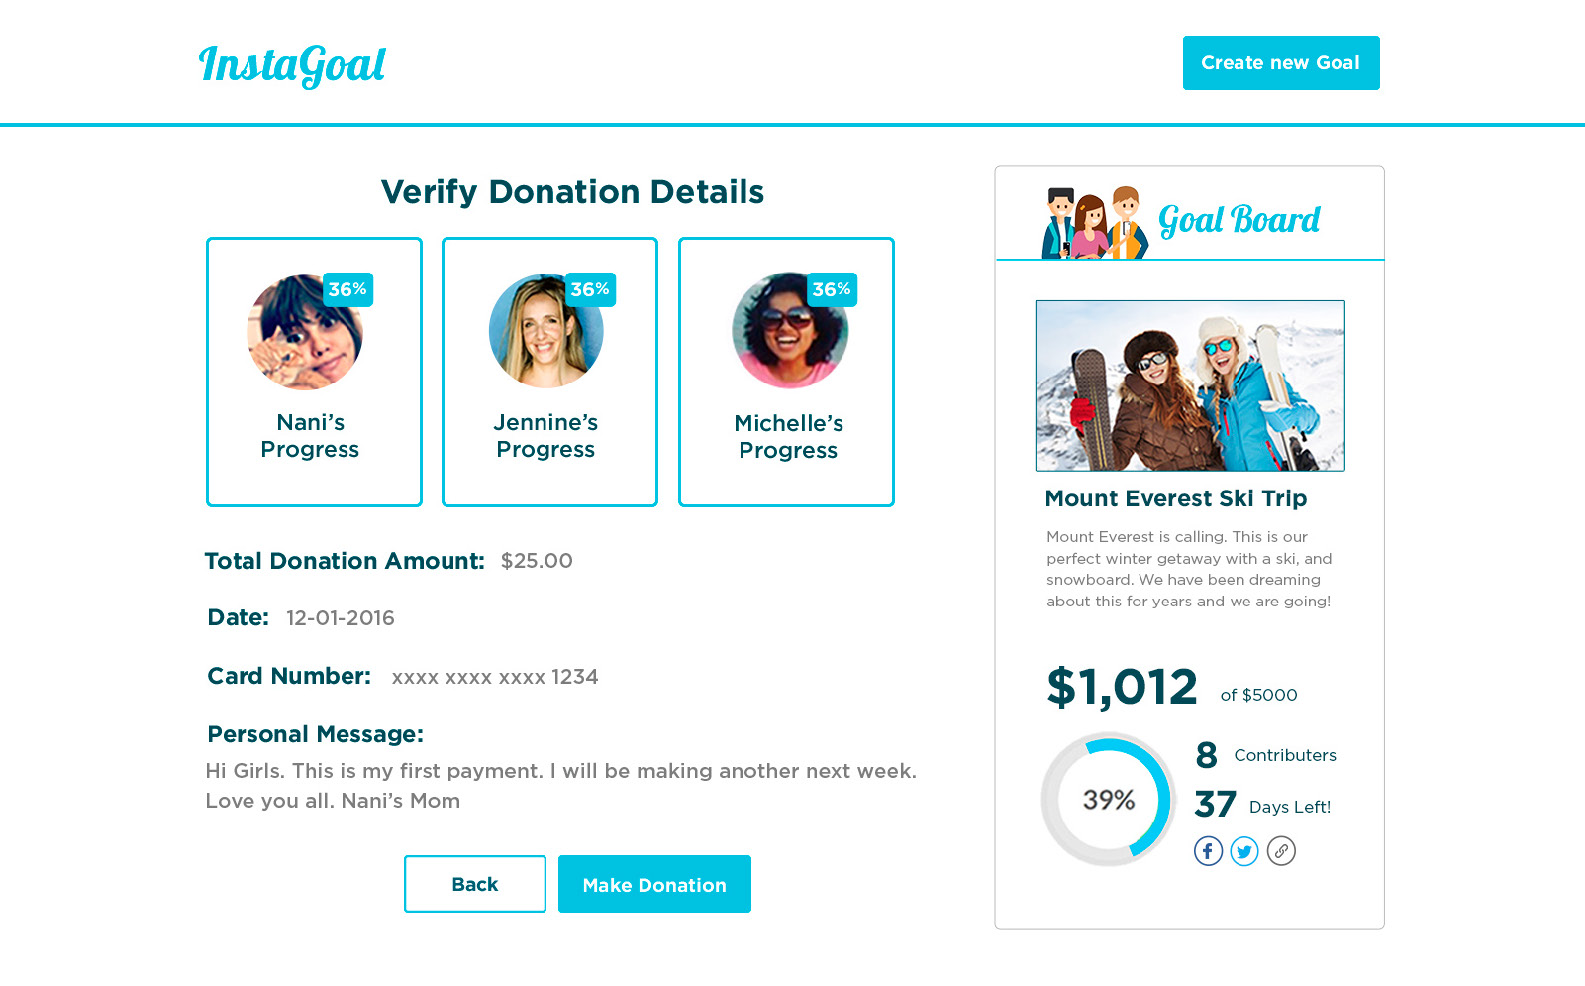 InstaGoal
Create new Goal
Verify Donation Details
36%
Nani’s
Progress
36%
Jennine’s
Progress
36%
Michelle’s
Progress
Total Donation Amount: $25.00
Date: 12-01-2016
Card Number: xxxx xxxx xxxx 1234
Personal Message:
Hi Girls. This is my first payment. I will be making another next week.
Love you all. Nani’s Mom
Back
Make Donation
Goal Board
Mount Everest Ski Trip
Mount Everest is calling. This is our
perfect winter getaway with a ski, and
snowboard. We have been dreaming
about this for years and we are going!
$1,012 of $5000
39%
8 Contributers
37 Days Left!